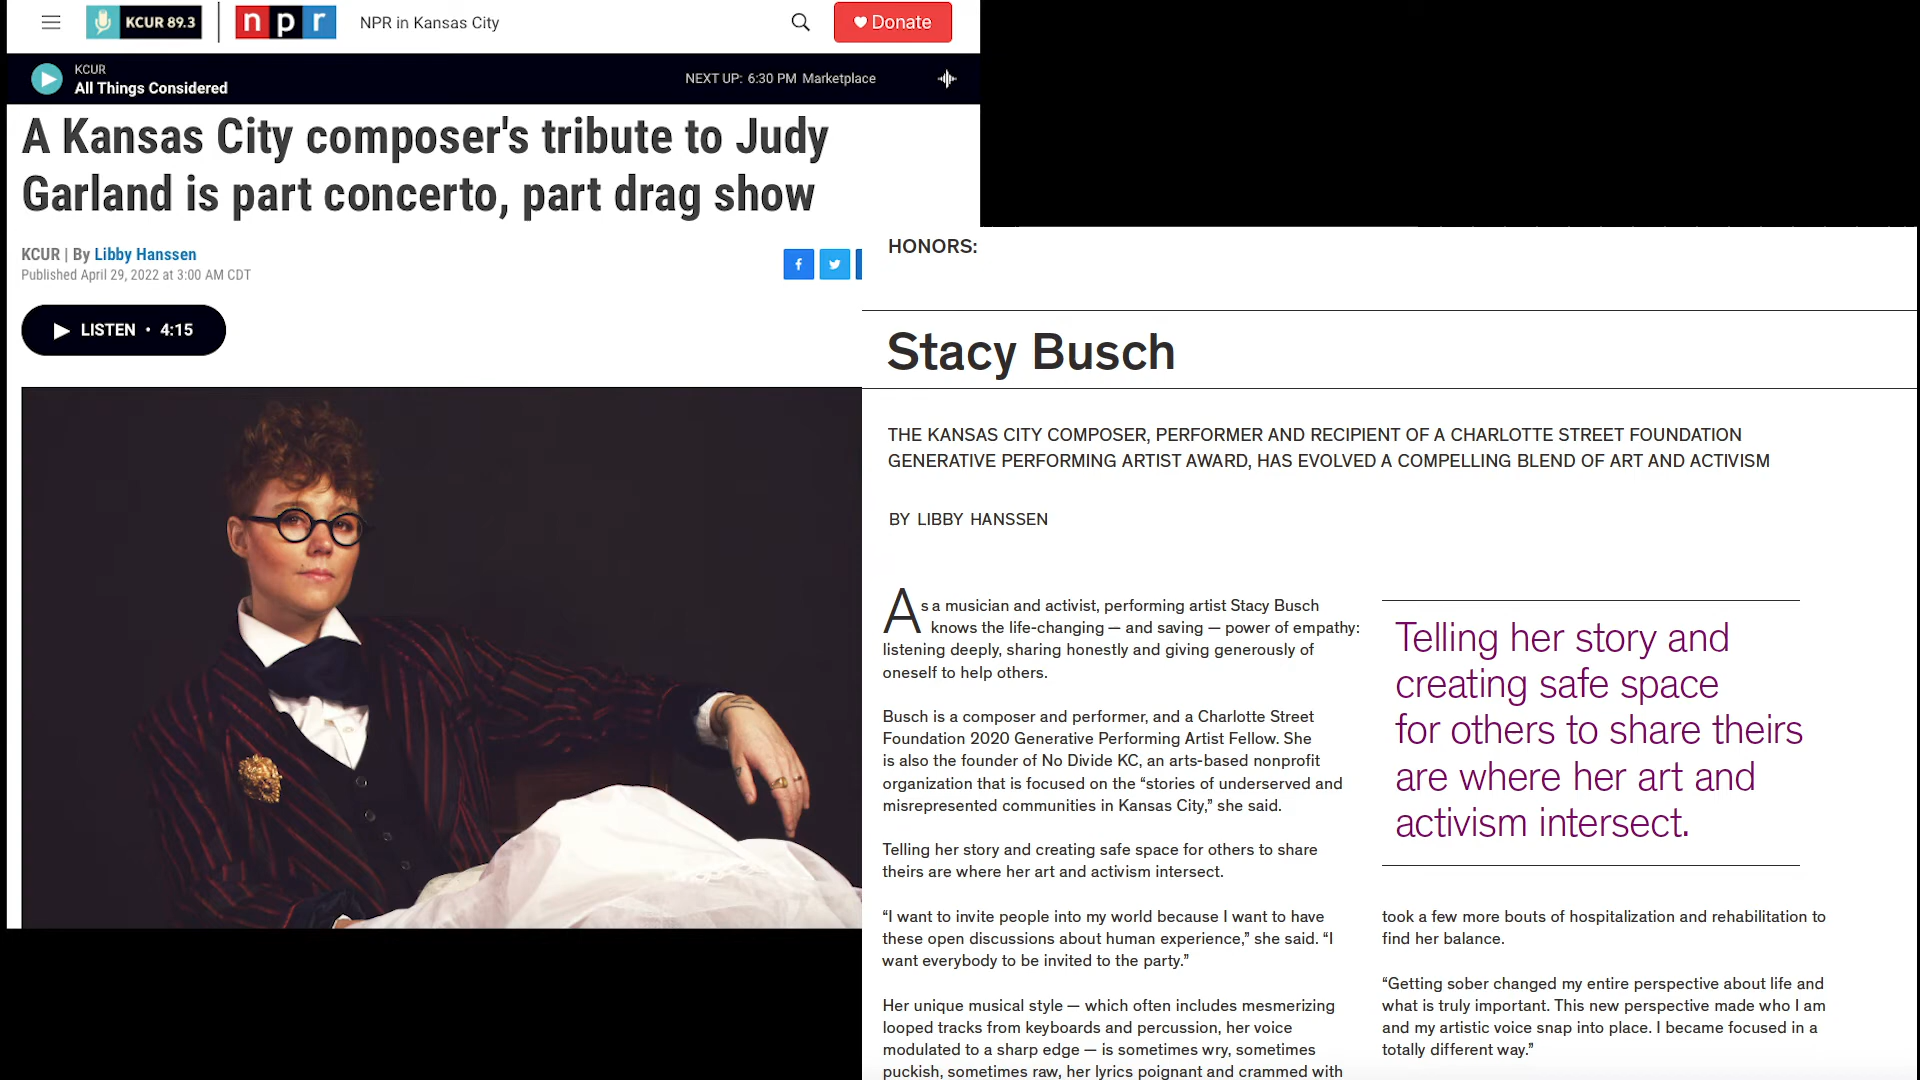 KCUR 89.3
npr
NPR in Kansas City
Donate
KCUR
All Things Considered
NEXT UP: 6:30 PM Marketplace
A Kansas City composer's tribute to Judy
Garland is part concerto, part drag show
KCUR | By Libby Hanssen
Published April 29, 2022 at 3:00 AM CDT
LISTEN • 4:15
HONORS:
Stacy Busch
THE KANSAS CITY COMPOSER, PERFORMER AND RECIPIENT OF A CHARLOTTE STREET FOUNDATION
GENERATIVE PERFORMING ARTIST AWARD, HAS EVOLVED A COMPELLING BLEND OF ART AND ACTIVISM
BY LIBBY HANSSEN
As a musician and activist, performing artist Stacy Busch
knows the life-changing — and saving — power of empathy:
listening deeply, sharing honestly and giving generously of
oneself to help others.
Busch is a composer and performer, and a Charlotte Street
Foundation 2020 Generative Performing Artist Fellow. She
is also the founder of No Divide KC, an arts-based nonprofit
organization that is focused on the “stories of underserved and
misrepresented communities in Kansas City,” she said.
Telling her story and creating safe space for others to share
theirs are where her art and activism intersect.
“I want to invite people into my world because I want to have
these open discussions about human experience,” she said. “I
want everybody to be invited to the party.”
Her unique musical style — which often includes mesmerizing
looped tracks from keyboards and percussion, her voice
modulated to a sharp edge — is sometimes wry, sometimes
puckish, sometimes raw, her lyrics poignant and crammed with
Telling her story and
creating safe space
for others to share theirs
are where her art and
activism intersect.
took a few more bouts of hospitalization and rehabilitation to
find her balance.
“Getting sober changed my entire perspective about life and
what is truly important. This new perspective made who I am
and my artistic voice snap into place. I became focused in a
totally different way.”